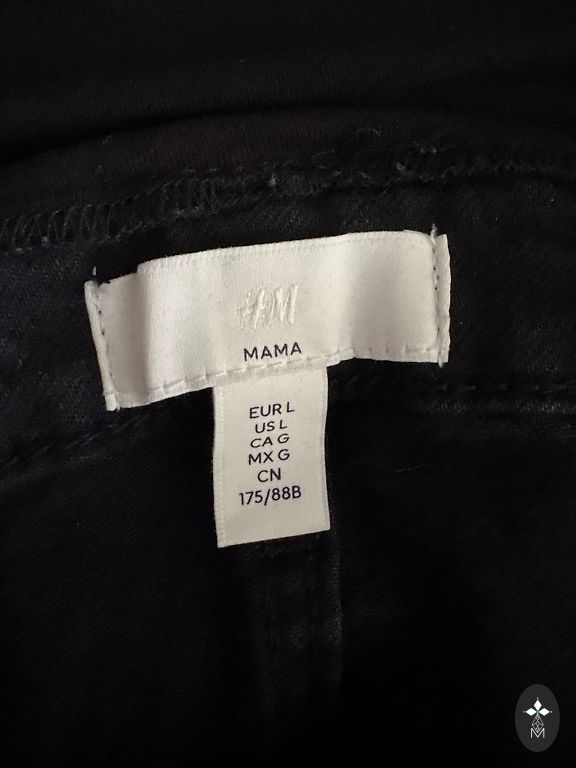 H&M
MAMA
EUR L
US L
CA G
MX G
CN
175/88B
M